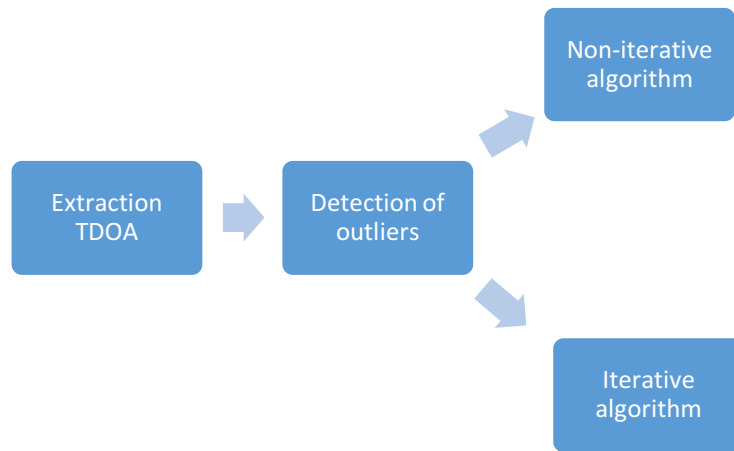 Non-iterative
algorithm
Extraction
TDOA
Detection of
outliers
Iterative
algorithm